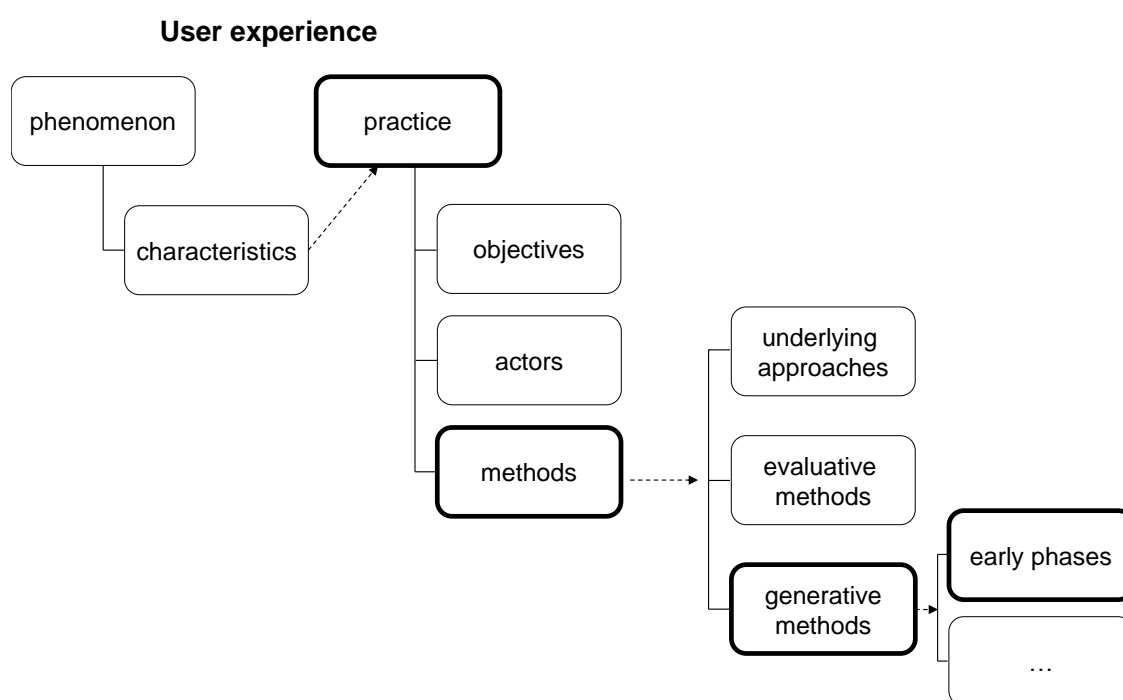 User experience
phenomenon
practice
characteristics
objectives
actors
methods
underlying
approaches
evaluative
methods
generative
methods
early phases
…